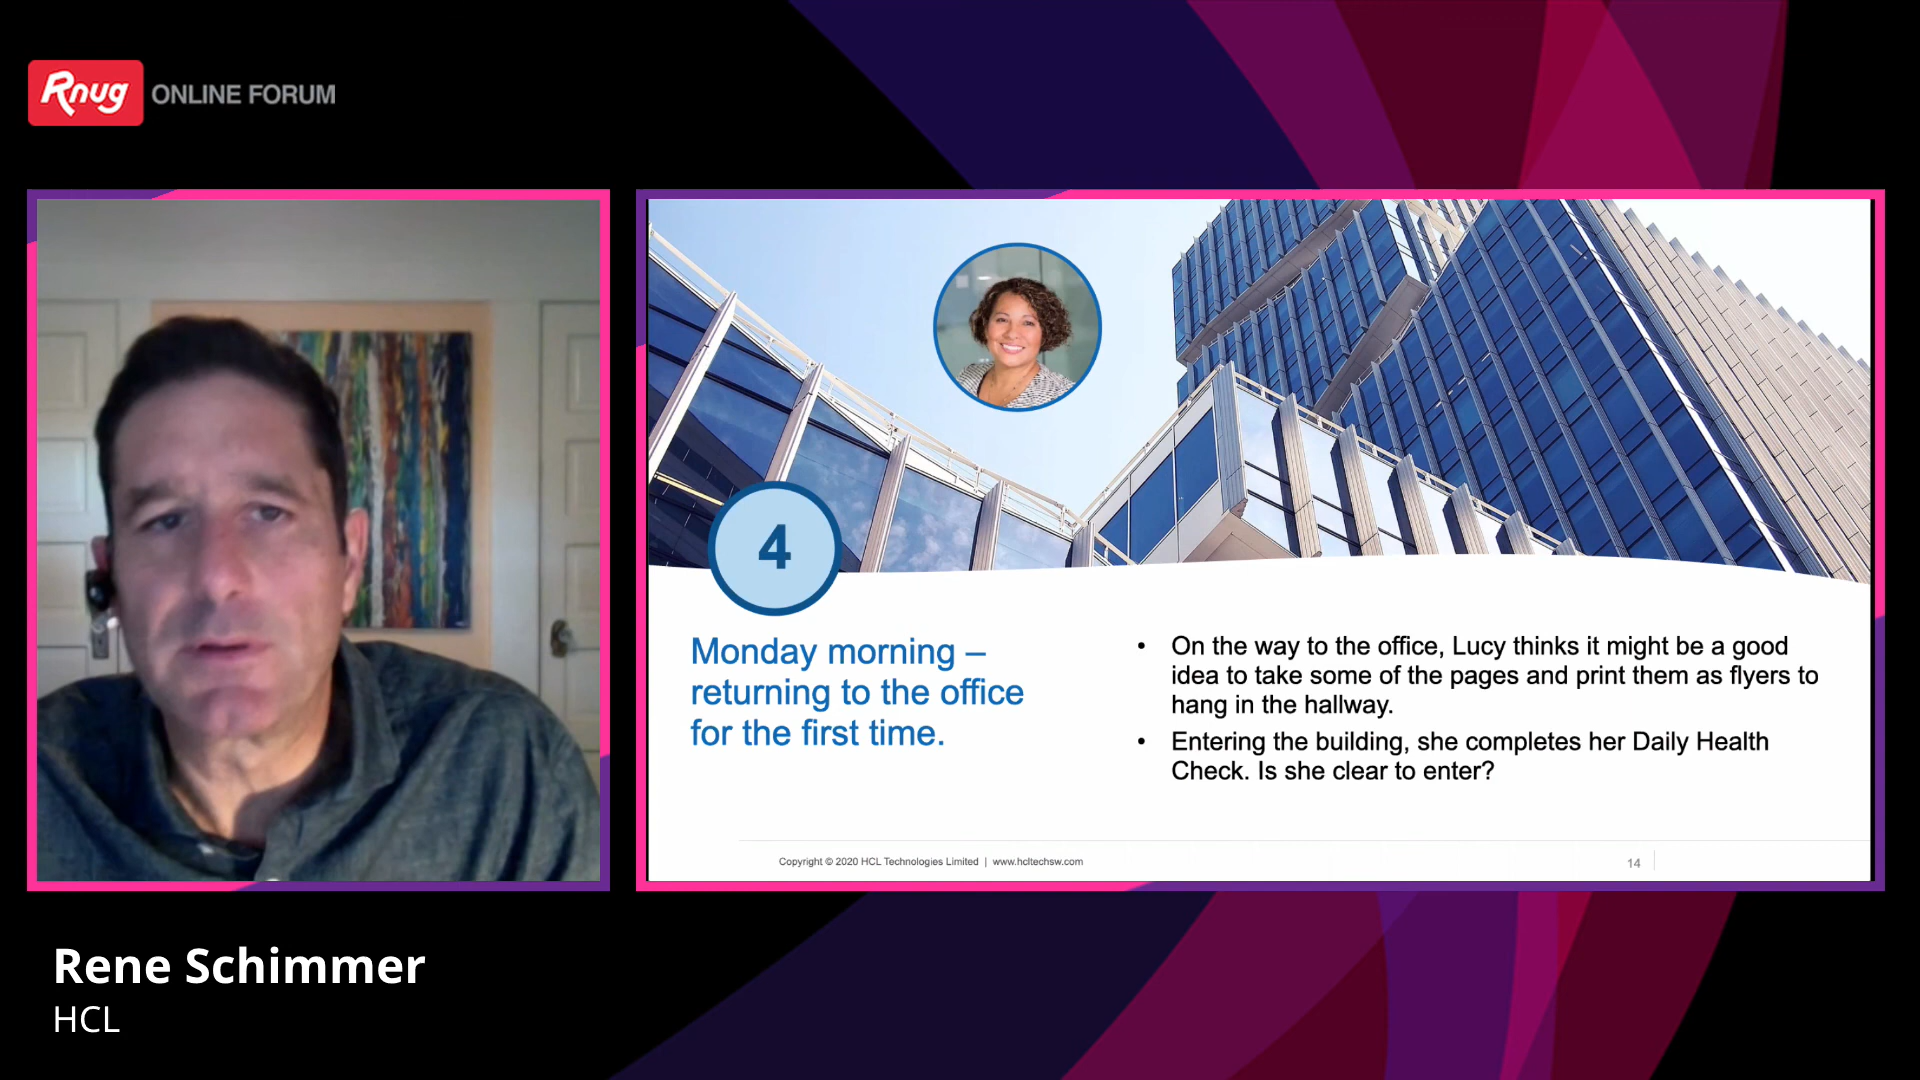 Rnug ONLINE FORUM
4
Monday morning –
returning to the office
for the first time.
• On the way to the office, Lucy thinks it might be a good
idea to take some of the pages and print them as flyers to
hang in the hallway.
• Entering the building, she completes her Daily Health
Check. Is she clear to enter?
Copyright © 2020 HCL Technologies Limited | www.hcltechsw.com
14
Rene Schimmer
HCL